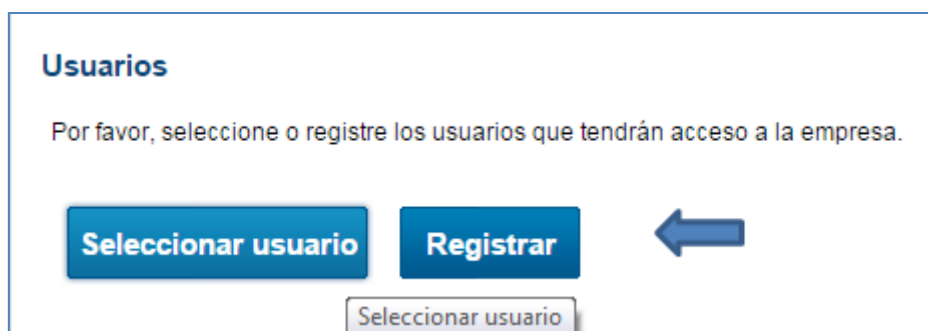 Usuarios
Por favor, seleccione o registre los usuarios que tendrán acceso a la empresa.
Seleccionar usuario Registrar
Seleccionar usuario